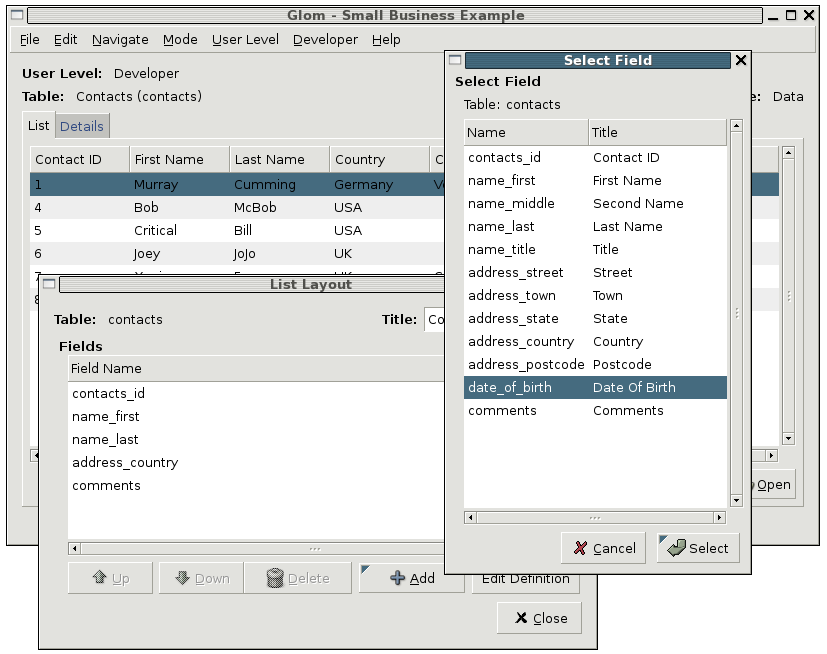 Glom - Small Business Example
File Edit Navigate Mode User Level Developer Help
User Level: Developer
Table: Contacts (contacts)
Data
List Details
Contact ID First Name Last Name Country
1 Murray Cumming Germany
4 Bob McBob USA
5 Critical Bill USA
6 Joey JoJo UK
Open
List Layout
Table: contacts
Title: Co
Fields
Field Name
contacts_id
name_first
name_last
address_country
comments
Up Down Delete Add Edit Definition
Close
Select Field
Select Field
Table: contacts
Name Title
contacts_id Contact ID
name_first First Name
name_middle Second Name
name_last Last Name
name_title Title
address_street Street
address_town Town
address_state State
address_country Country
address_postcode Postcode
date_of_birth Date Of Birth
comments Comments
Cancel Select